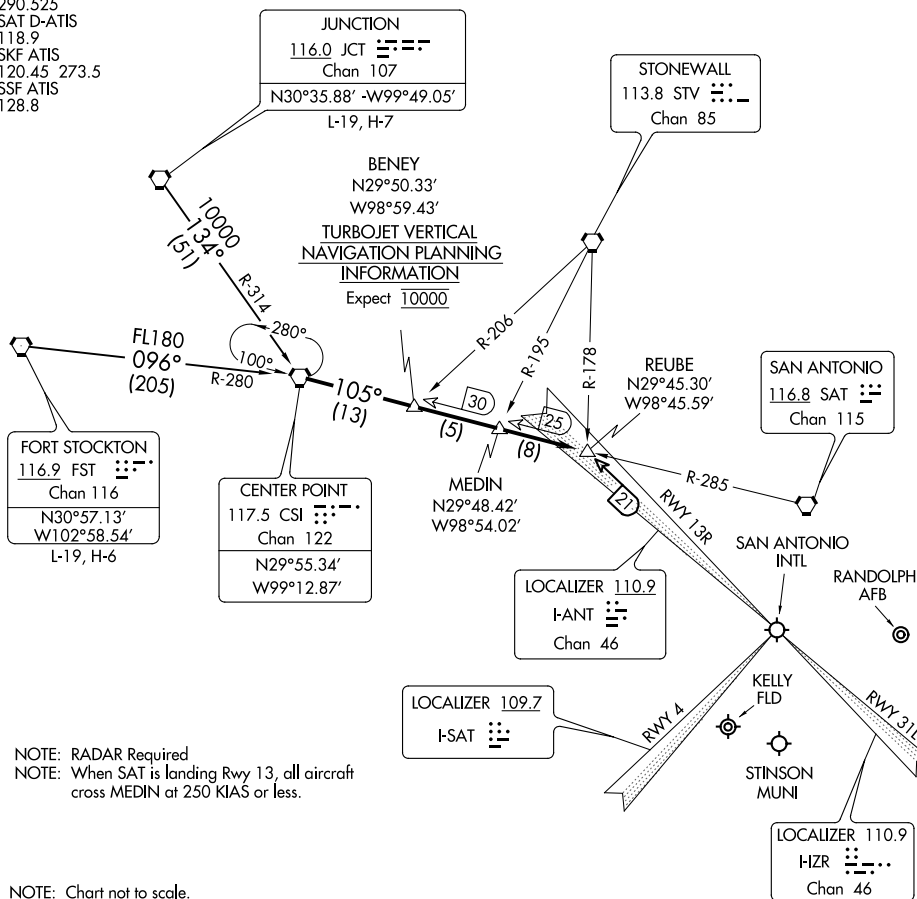 290.525
SAT D-ATIS
118.9
SKF ATIS
120.45 273.5
SSF ATIS
128.8
JUNCTION
116.0 JCT
Chan 107
N30°35.88' -W99°49.05'
L-19, H-7
STONEWALL
113.8 STV
Chan 85
BENEY
N29°50.33'
W98°59.43'
TURBOJET VERTICAL
NAVIGATION PLANNING
INFORMATION
Expect 10000
10000
134°
(51)
R-314
R-206
R-195
R-178
FL180
096°
(205)
R-280
280°
100°
105°
(13)
30
(5)
25
(8)
REUBE
N29°45.30'
W98°45.59'
SAN ANTONIO
116.8 SAT
Chan 115
R-285
21
RWY 13R
FORT STOCKTON
116.9 FST
Chan 116
N30°57.13'
W102°58.54'
L-19, H-6
CENTER POINT
117.5 CSI
Chan 122
N29°55.34'
W99°12.87'
MEDIN
N29°48.42'
W98°54.02'
SAN ANTONIO
INTL
RANDOLPH
AFB
LOCALIZER 110.9
I-ANT
Chan 46
LOCALIZER 109.7
I-SAT
RWY 4
KELLY
FLD
RWY 31L
STINSON
MUNI
LOCALIZER 110.9
I-IZR
Chan 46
NOTE: RADAR Required
NOTE: When SAT is landing Rwy 13, all aircraft
cross MEDIN at 250 KIAS or less.
NOTE: Chart not to scale.